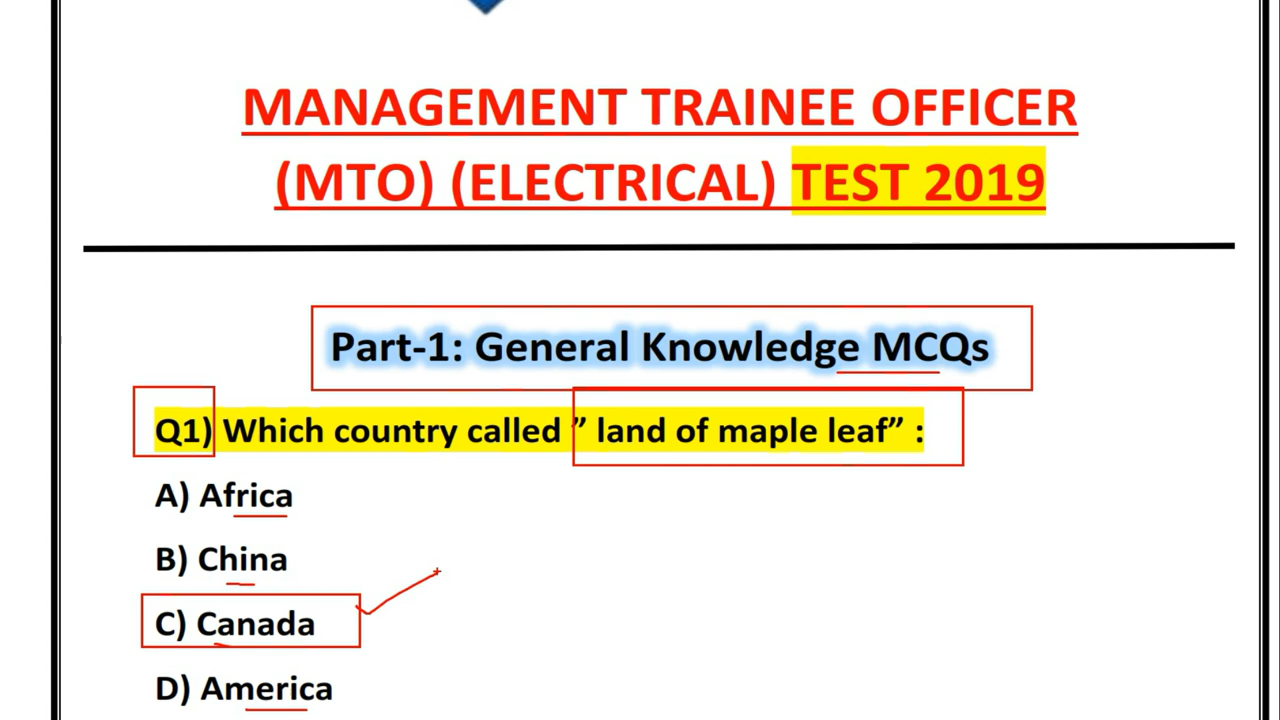 MANAGEMENT TRAINEE OFFICER
(MTO) (ELECTRICAL) TEST 2019
Part-1: General Knowledge MCQs
Q1) Which country called ” land of maple leaf” :
A) Africa
B) China
C) Canada
D) America